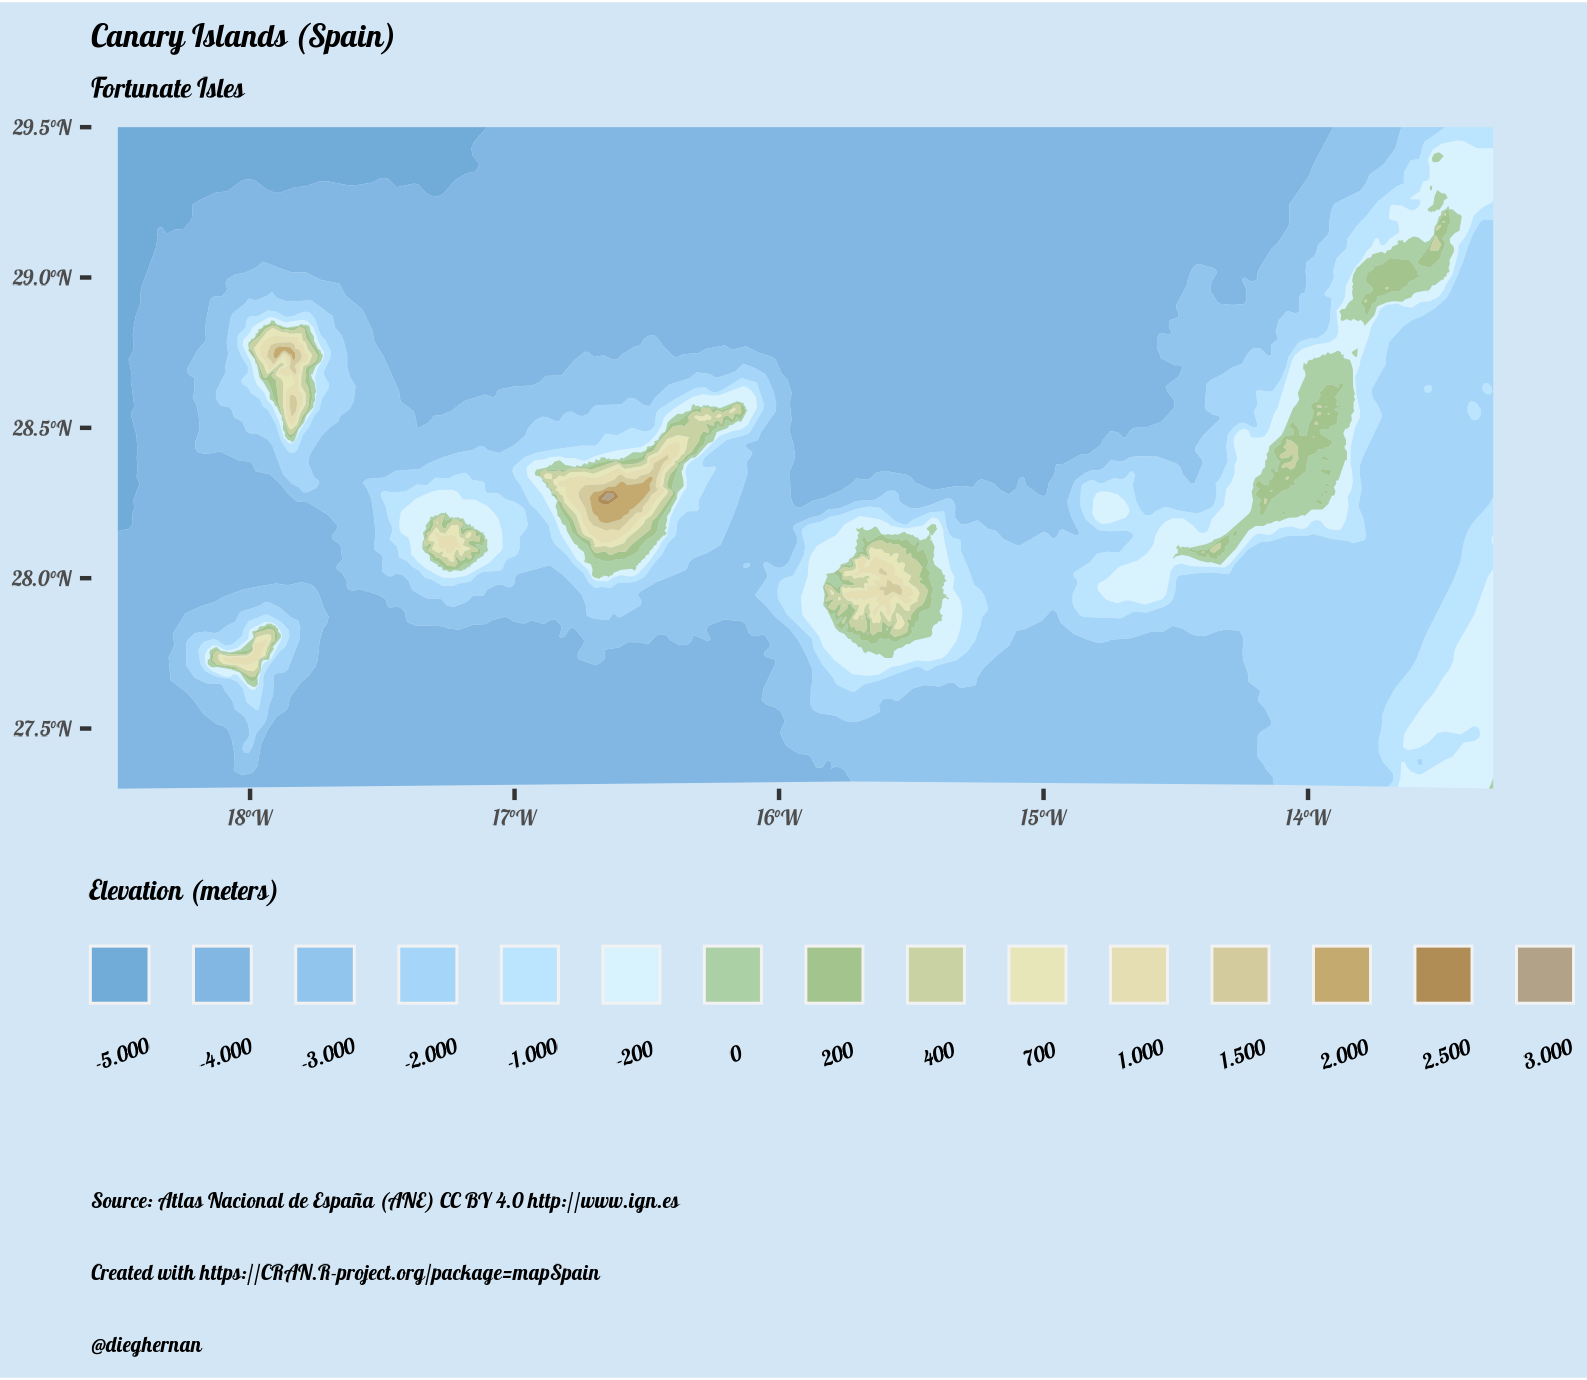 Canary Islands (Spain)
Fortunate Isles
29.5°N
29.0°N
28.5°N
28.0°N
27.5°N
18°W 17°W 16°W 15°W 14°W
Elevation (meters)
-5.000 -4.000 -3.000 -2.000 -1.000 -200 0 200 400 700 1.000 1.500 2.000 2.500 3.000
Source: Atlas Nacional de España (ANE) CC BY 4.0 http://www.ign.es
Created with https://CRAN.R-project.org/package=mapSpain
@dieghernan